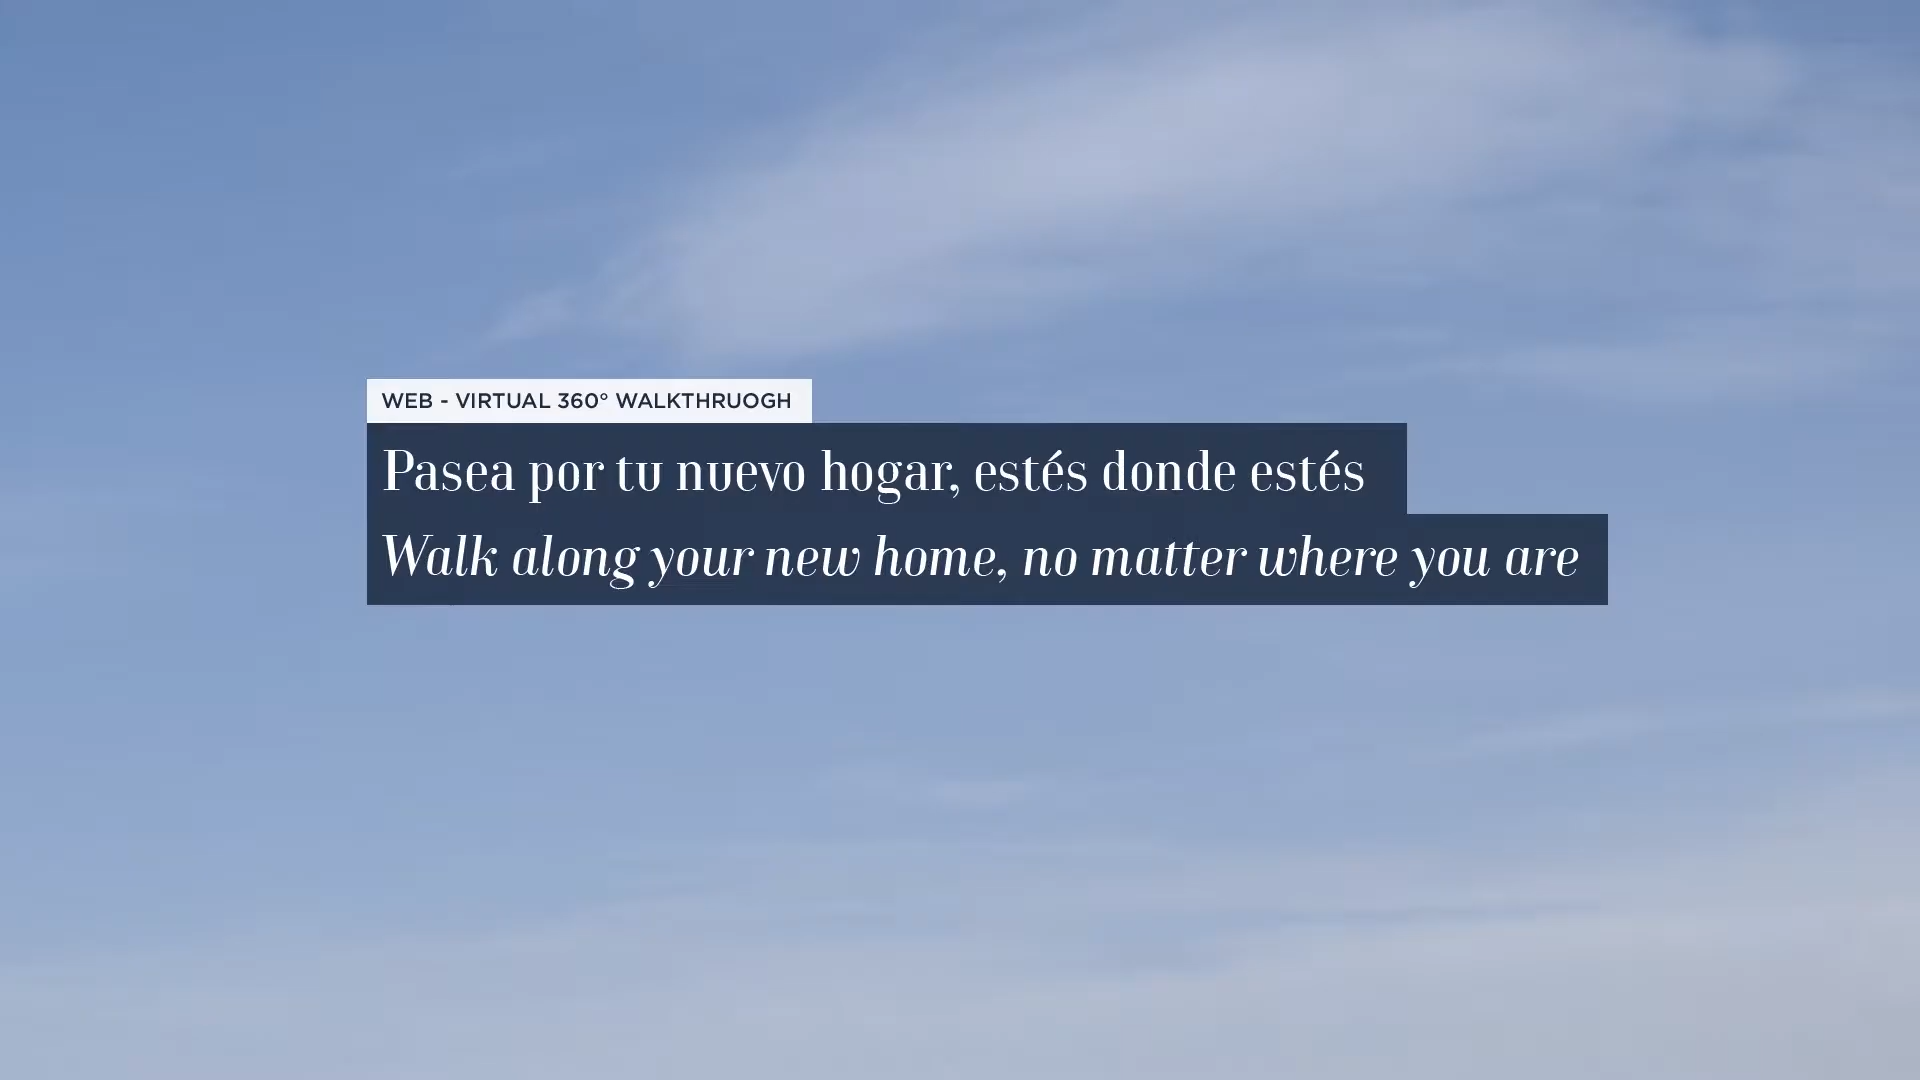 WEB - VIRTUAL 360° WALKTHRUOGH
Pasea por tu nuevo hogar, estés donde estés
Walk along your new home, no matter where you are